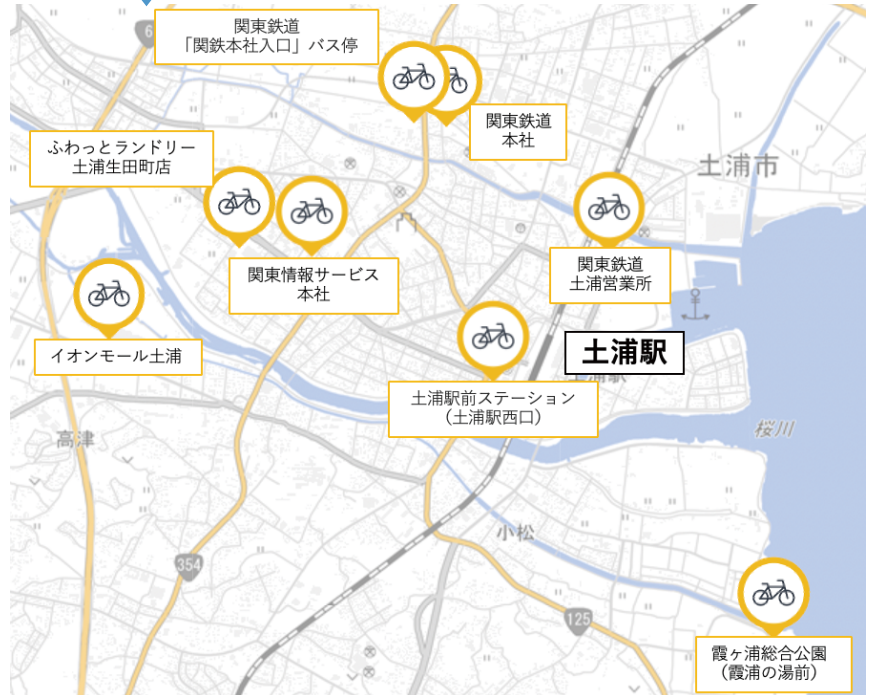 関東鉄道
「関鉄本社入口」バス停
6
関東鉄道
本社
ふわっとランドリー
土浦生田町店
土浦市
関東情報サービス
本社
関東鉄道
土浦営業所
イオンモール土浦
土浦駅
土浦駅
土浦駅前ステーション
（土浦駅西口）
桜川
高津
小松
354
125
霞ヶ浦総合公園
（霞浦の湯前）